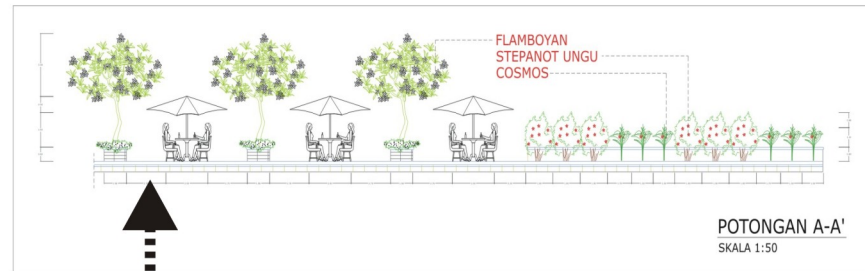 FLAMBOYAN
STEPANOT UNGU
COSMOS
POTONGAN A-A'
SKALA 1:50